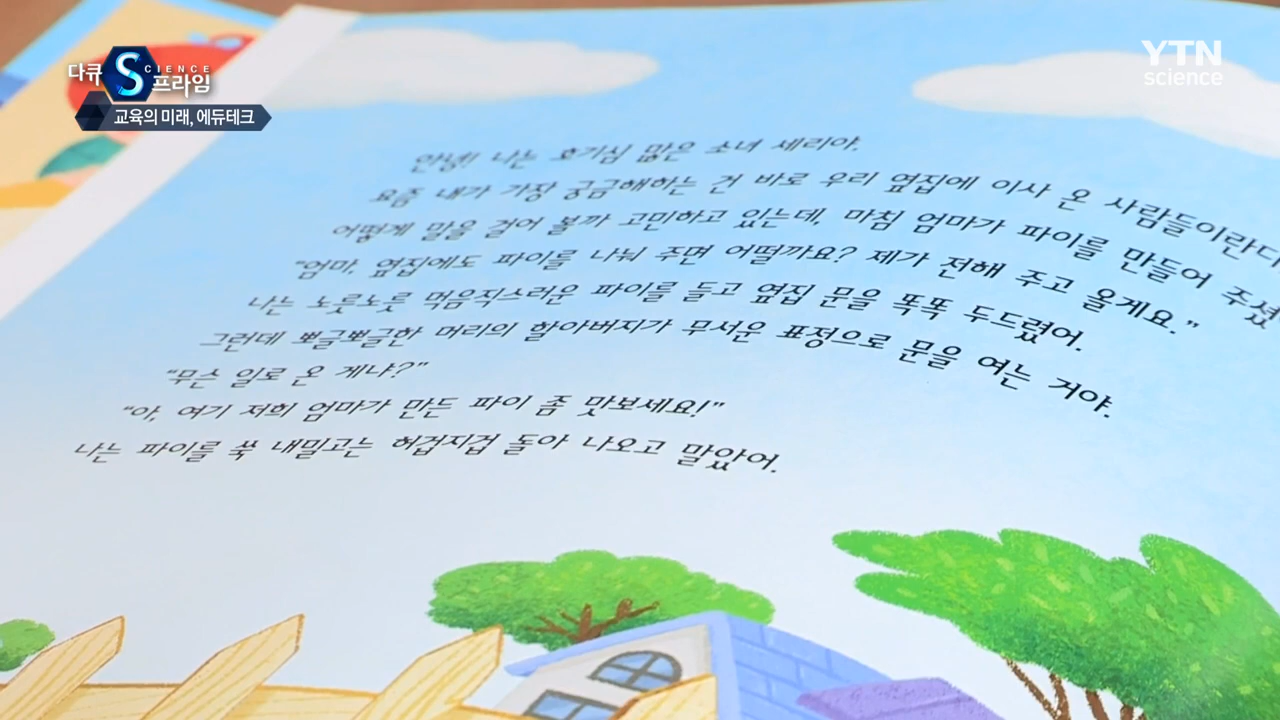 다큐 S 프라임
SCIENCE
교육의 미래, 에듀테크
YTN
science
안녕! 나는 호기심 많은 소녀 세리야.
요즘 내가 가장 궁금해하는 건 바로 우리 옆집에 이사 온 사람들이란다
어떻게 말을 걸어 볼까 고민하고 있는데, 마침 엄마가 파이를 만들어 주셨
"엄마, 옆집에도 파이를 나눠 주면 어떨까요? 제가 전해 주고 올게요."
나는 노릇노릇 먹음직스러운 파이를 들고 옆집 문을 똑똑 두드렸어.
그런데 뽀글뽀글한 머리의 할아버지가 무서운 표정으로 문을 여는 거야.
"무슨 일로 온 게냐?"
"아, 여기 저희 엄마가 만든 파이 좀 맛보세요!"
나는 파이를 쑥 내밀고는 허겁지겁 돌아 나오고 말았어.